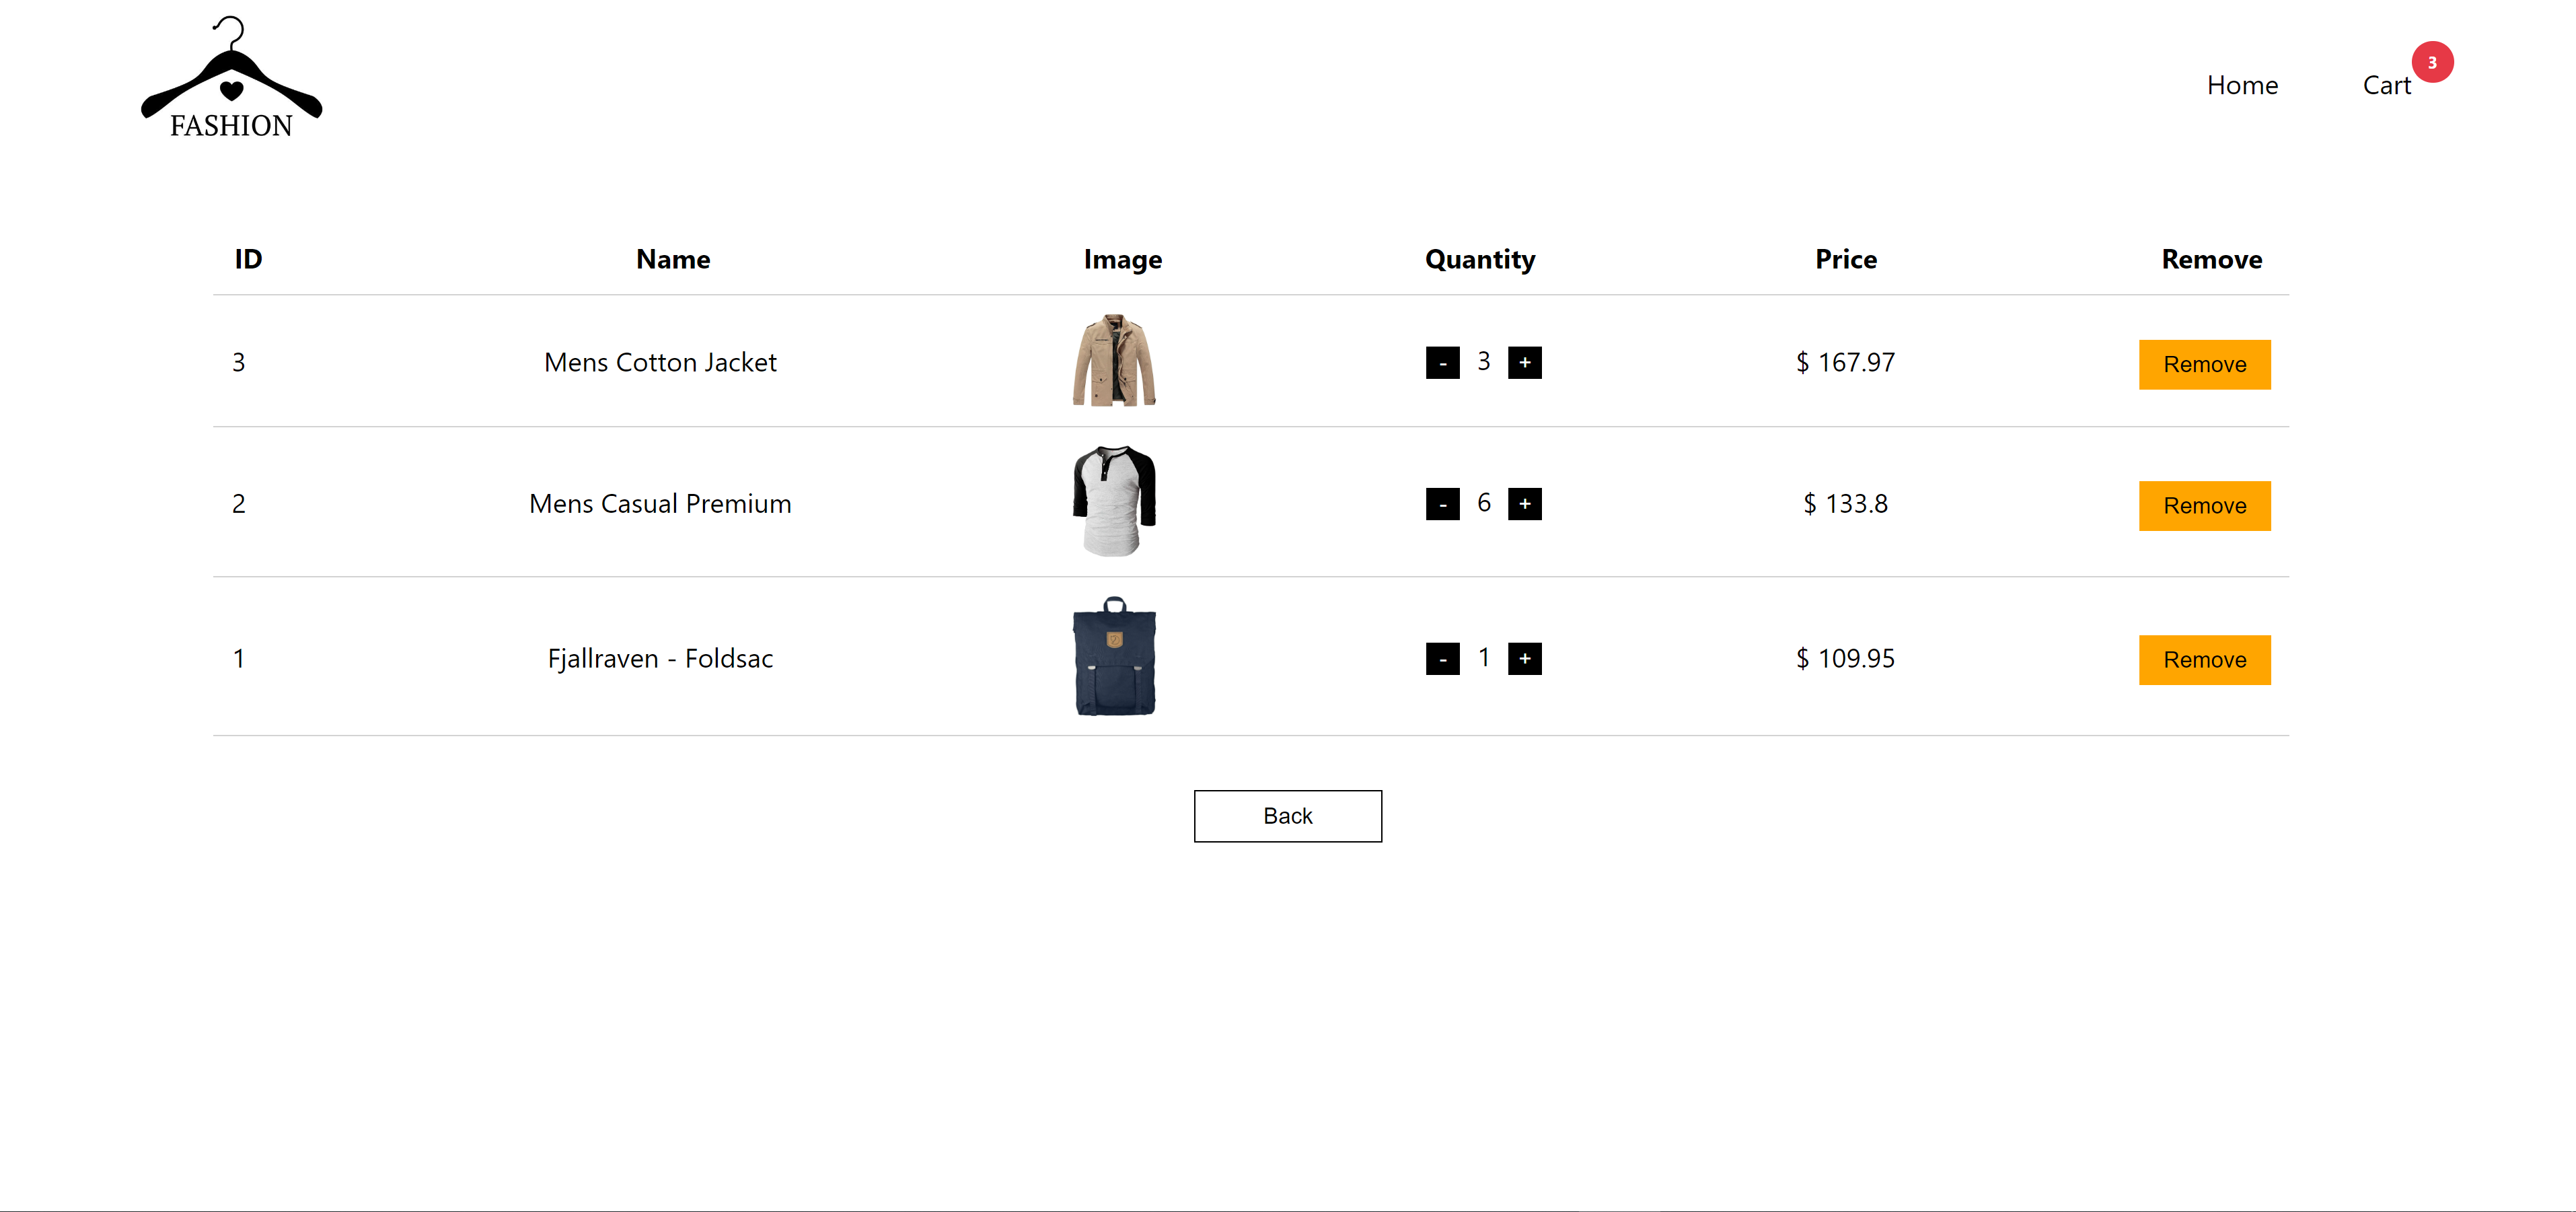 FASHION
Home Cart 3
ID Name Image Quantity Price Remove
3 Mens Cotton Jacket - 3 + $ 167.97 Remove
2 Mens Casual Premium - 6 + $ 133.8 Remove
1 Fjallraven - Foldsac - 1 + $ 109.95 Remove
Back